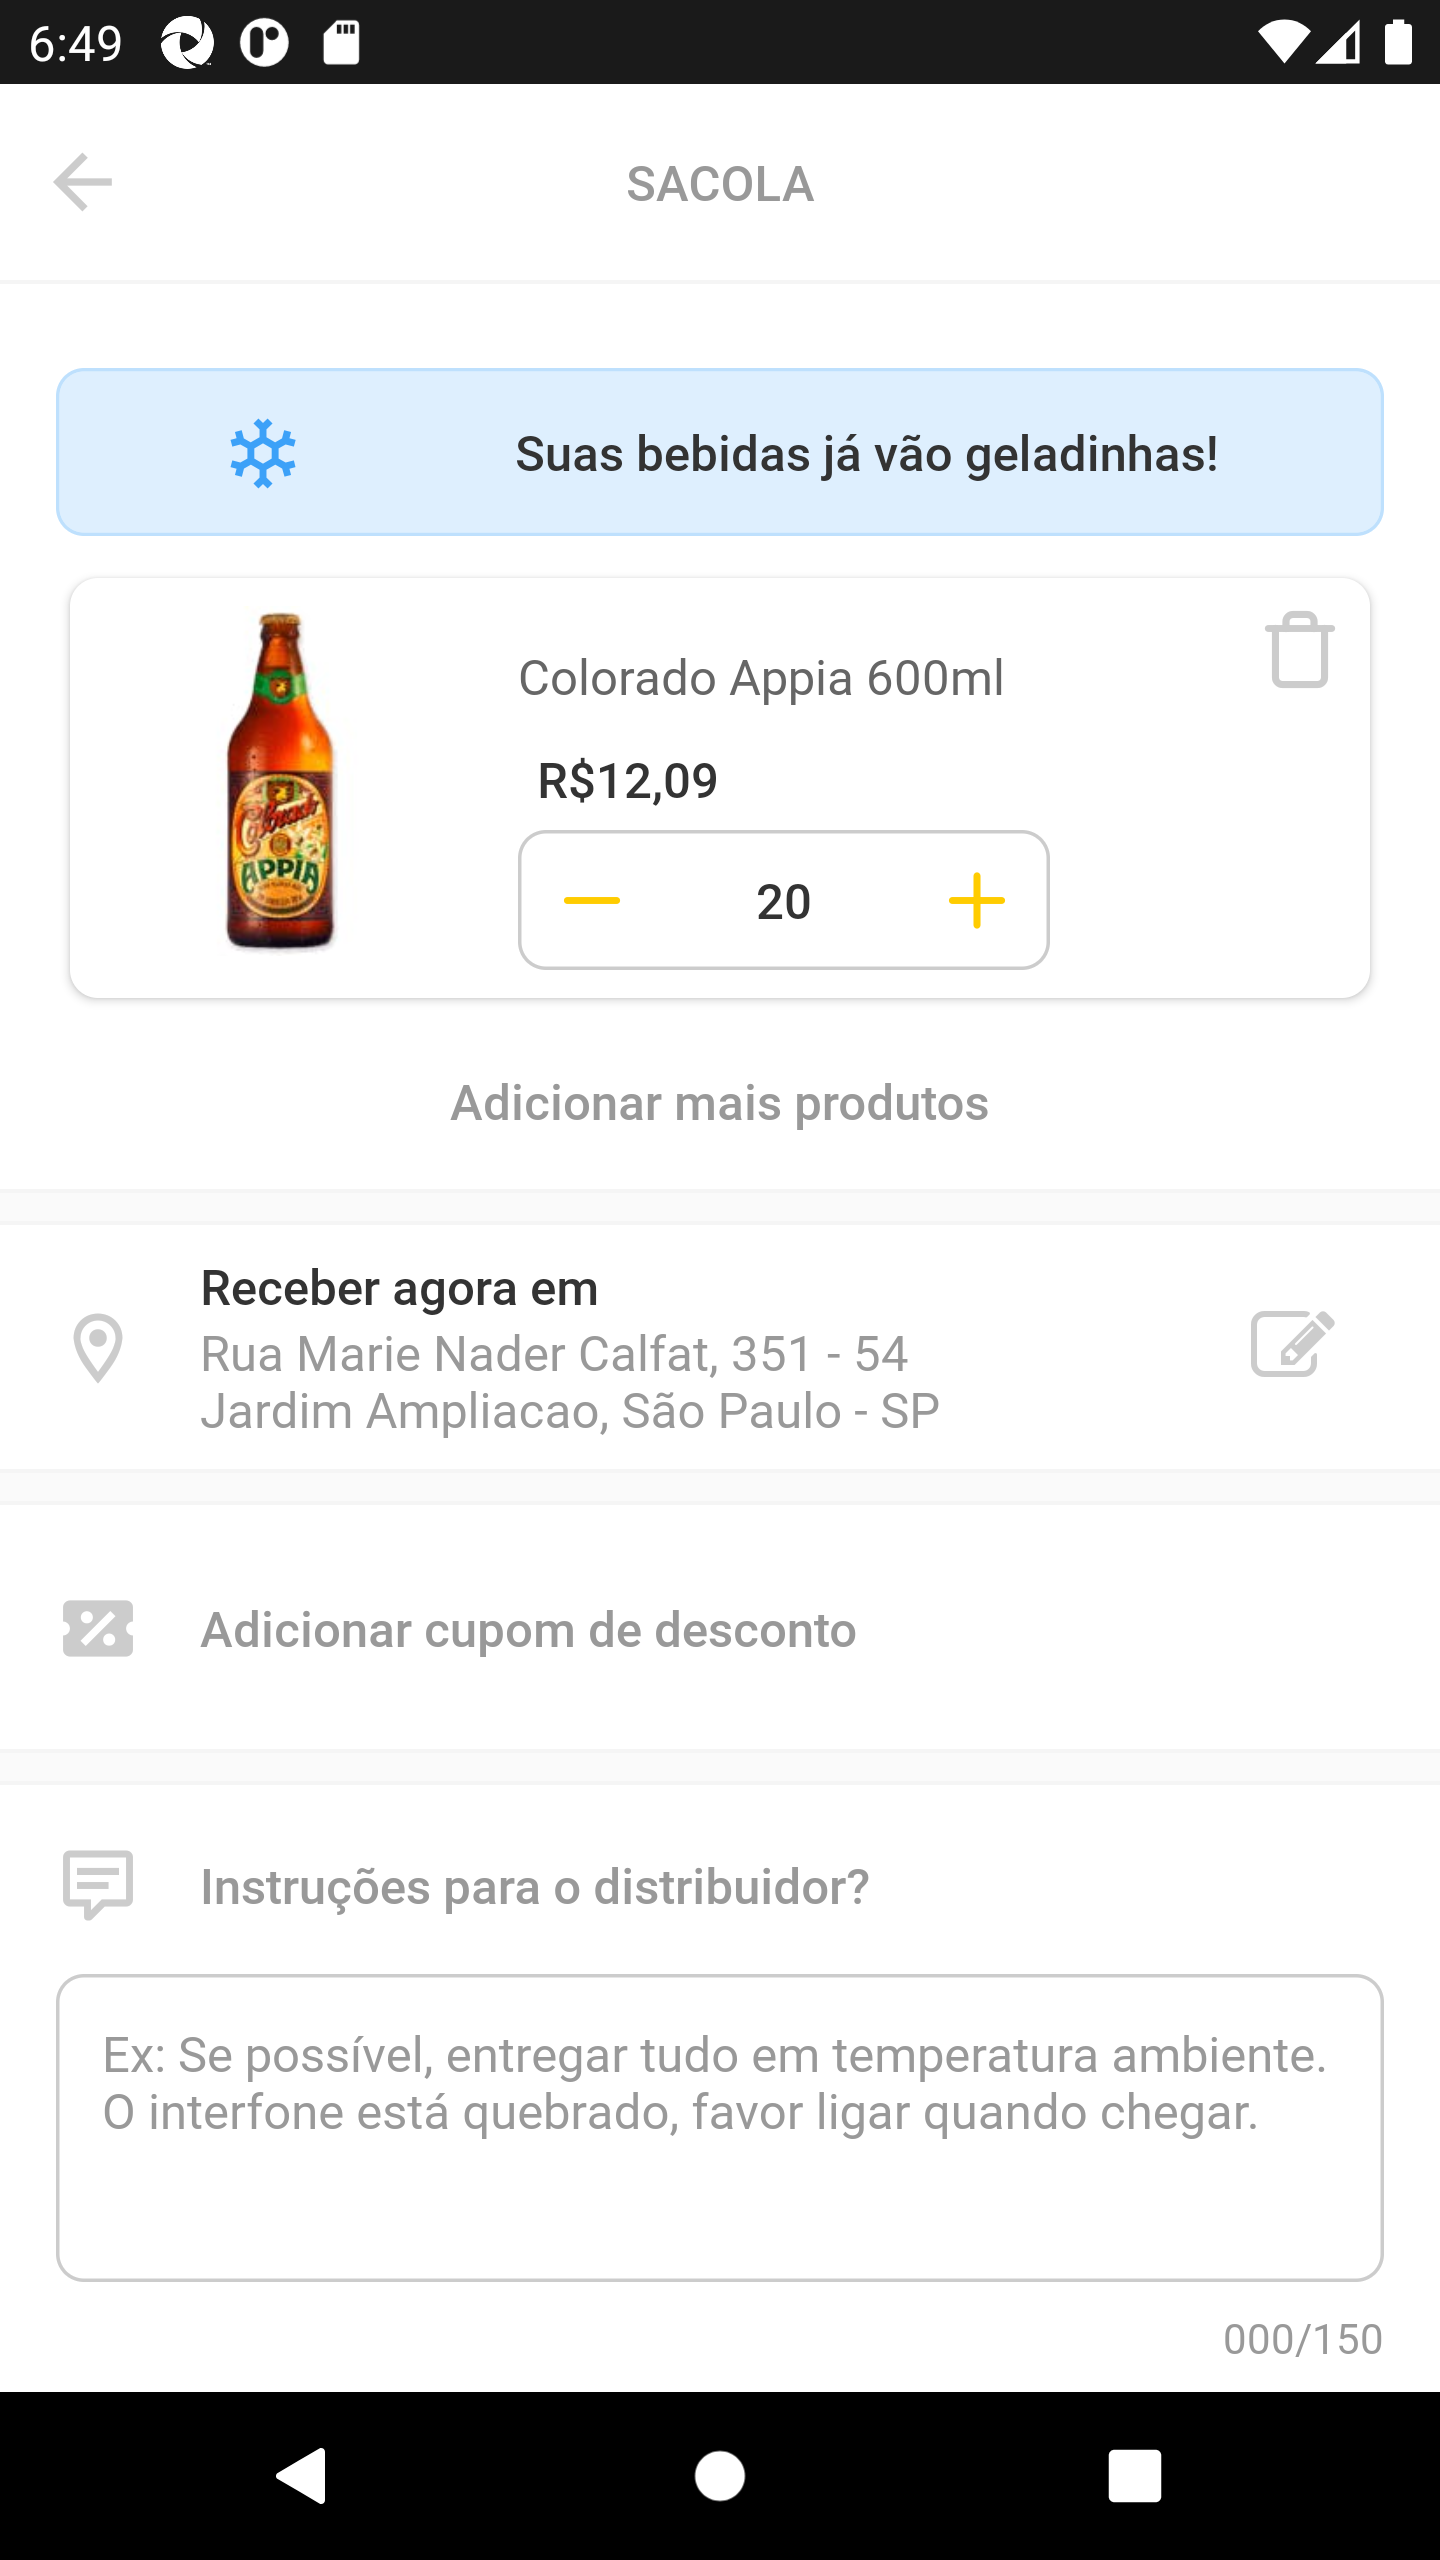 6:49
SACOLA
Suas bebidas já vão geladinhas!
Colorado Appia 600ml
R$12,09
20
Colorado
APPIA
Adicionar mais produtos
Receber agora em
Rua Marie Nader Calfat, 351 - 54
Jardim Ampliacao, São Paulo - SP
Adicionar cupom de desconto
Instruções para o distribuidor?
Ex: Se possível, entregar tudo em temperatura ambiente.
O interfone está quebrado, favor ligar quando chegar.
000/150